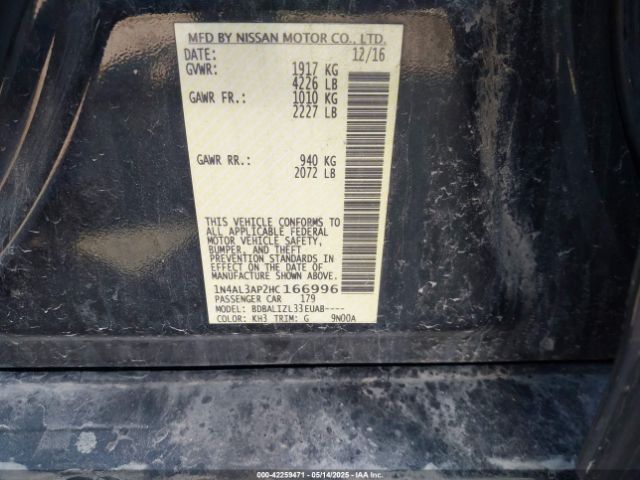 MFD BY NISSAN MOTOR CO., LTD.
DATE: 12/16
GVWR: 1917 KG
4226 LB
GAWR FR.: 1010 KG
2227 LB
GAWR RR.: 940 KG
2072 LB
THIS VEHICLE CONFORMS TO
ALL APPLICABLE FEDERAL
MOTOR VEHICLE SAFETY,
BUMPER, AND THEFT
PREVENTION STANDARDS IN
EFFECT ON THE DATE OF
MANUFACTURE SHOWN ABOVE.
1N4AL3AP2HC166996
PASSENGER CAR 179
MODEL: BDBALIZL33EUAB----
COLOR: KH3 TRIM: G 9N00A
000-42259471 - 05/14/2025 - IAAI.COM